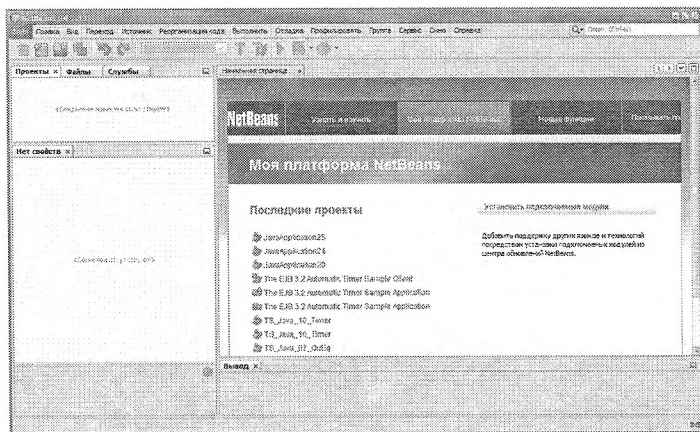 Правка Вид Переход Источник Реорганизация кода Выполнить Отладка Профилировать Группа Сервис Окно Справка
Проекты × Файлы Службы
Начальная страница ×
NetBeans Узнать и изучить Моя платформа NetBeans Новые функции Показывать
Моя платформа NetBeans
Нет свойств ×
Последние проекты
Установить подключаемые модули
JavaApplication25
JavaApplication24
JavaApplication20
The EJB 3.2 Automatic Timer Sample Client
The EJB 3.2 Automatic Timer Sample Application
The EJB 3.2 Automatic Timer Sample Application
TS_Java_10_Timer
TS_Java_10_Timer
Добавить поддержку других языков и технологий
посредством установки подключаемых модулей из
центра обновлений NetBeans.
Вывод ×